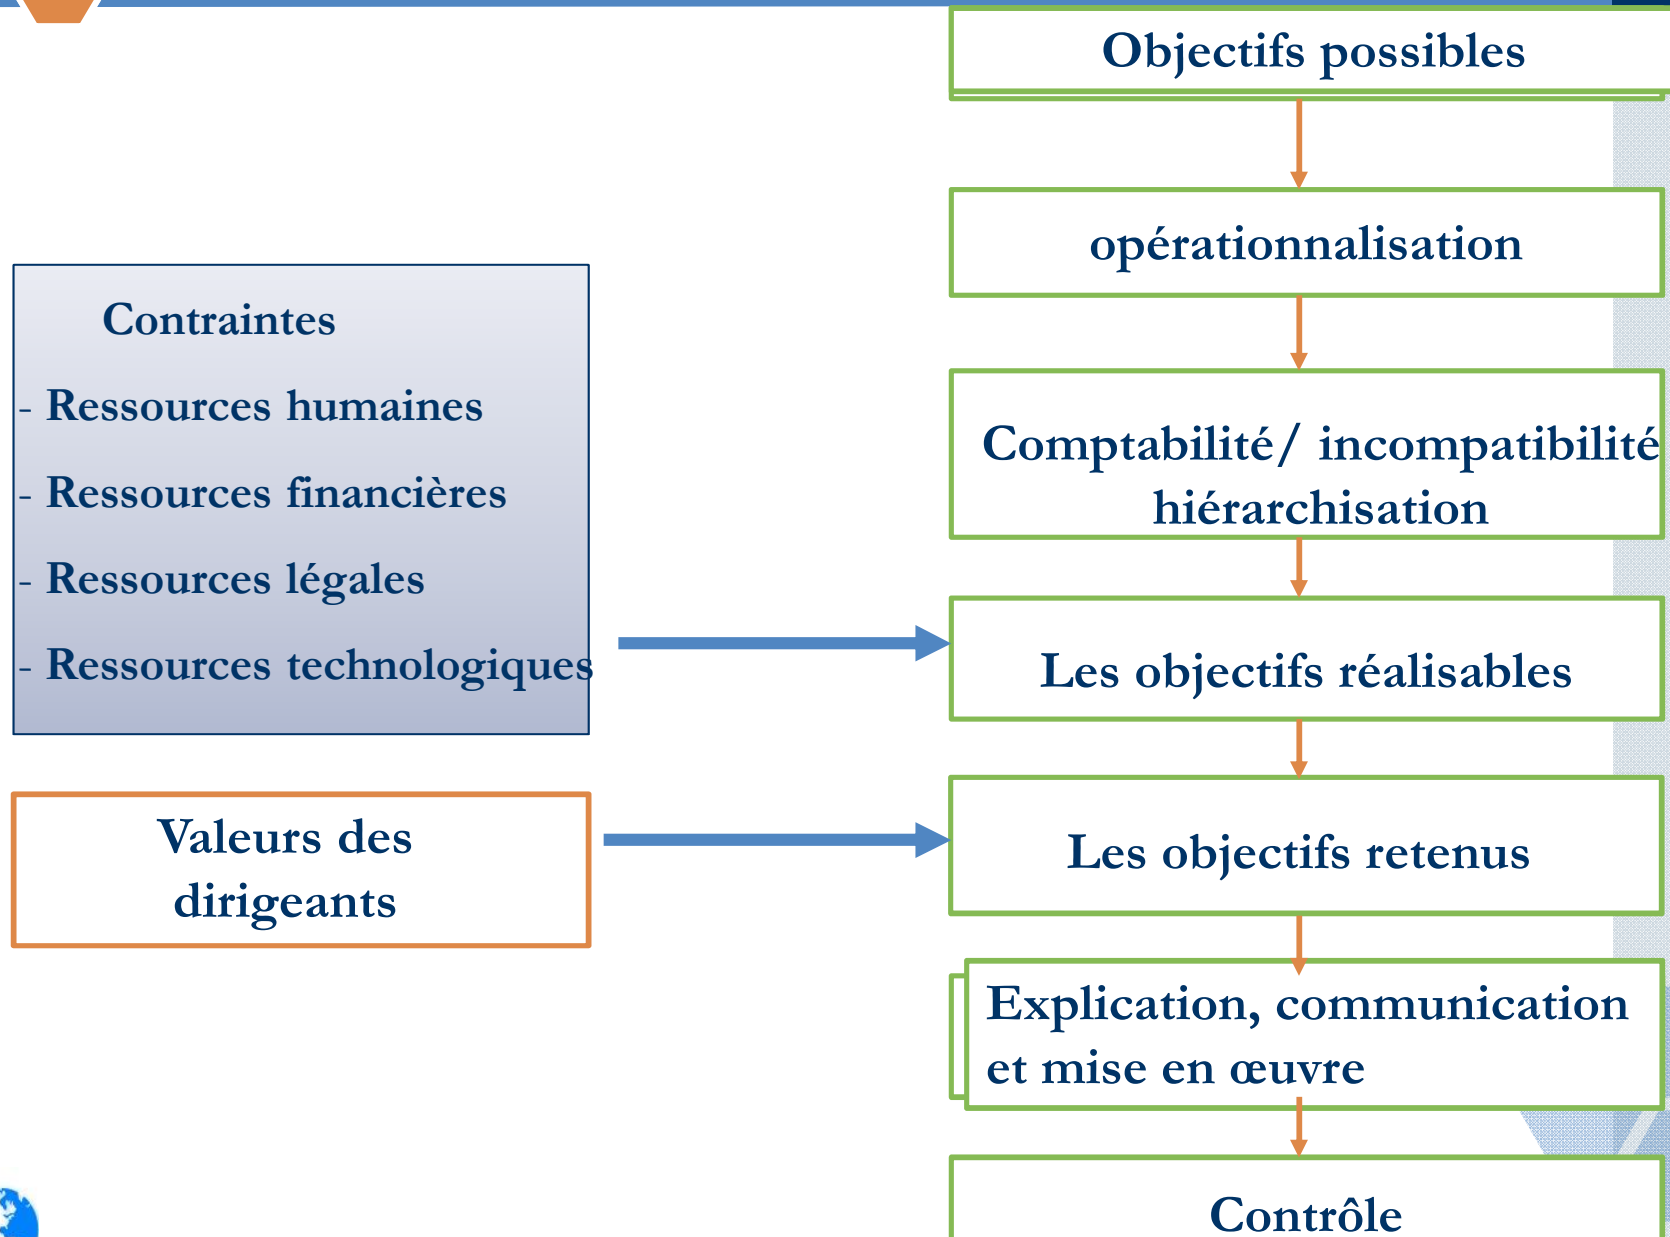 Objectifs possibles
opérationnalisation
Comptabilité/ incompatibilité
hiérarchisation
Contraintes
- Ressources humaines
- Ressources financières
- Ressources légales
- Ressources technologiques
Les objectifs réalisables
Valeurs des
dirigeants
Les objectifs retenus
Explication, communication
et mise en œuvre
Contrôle